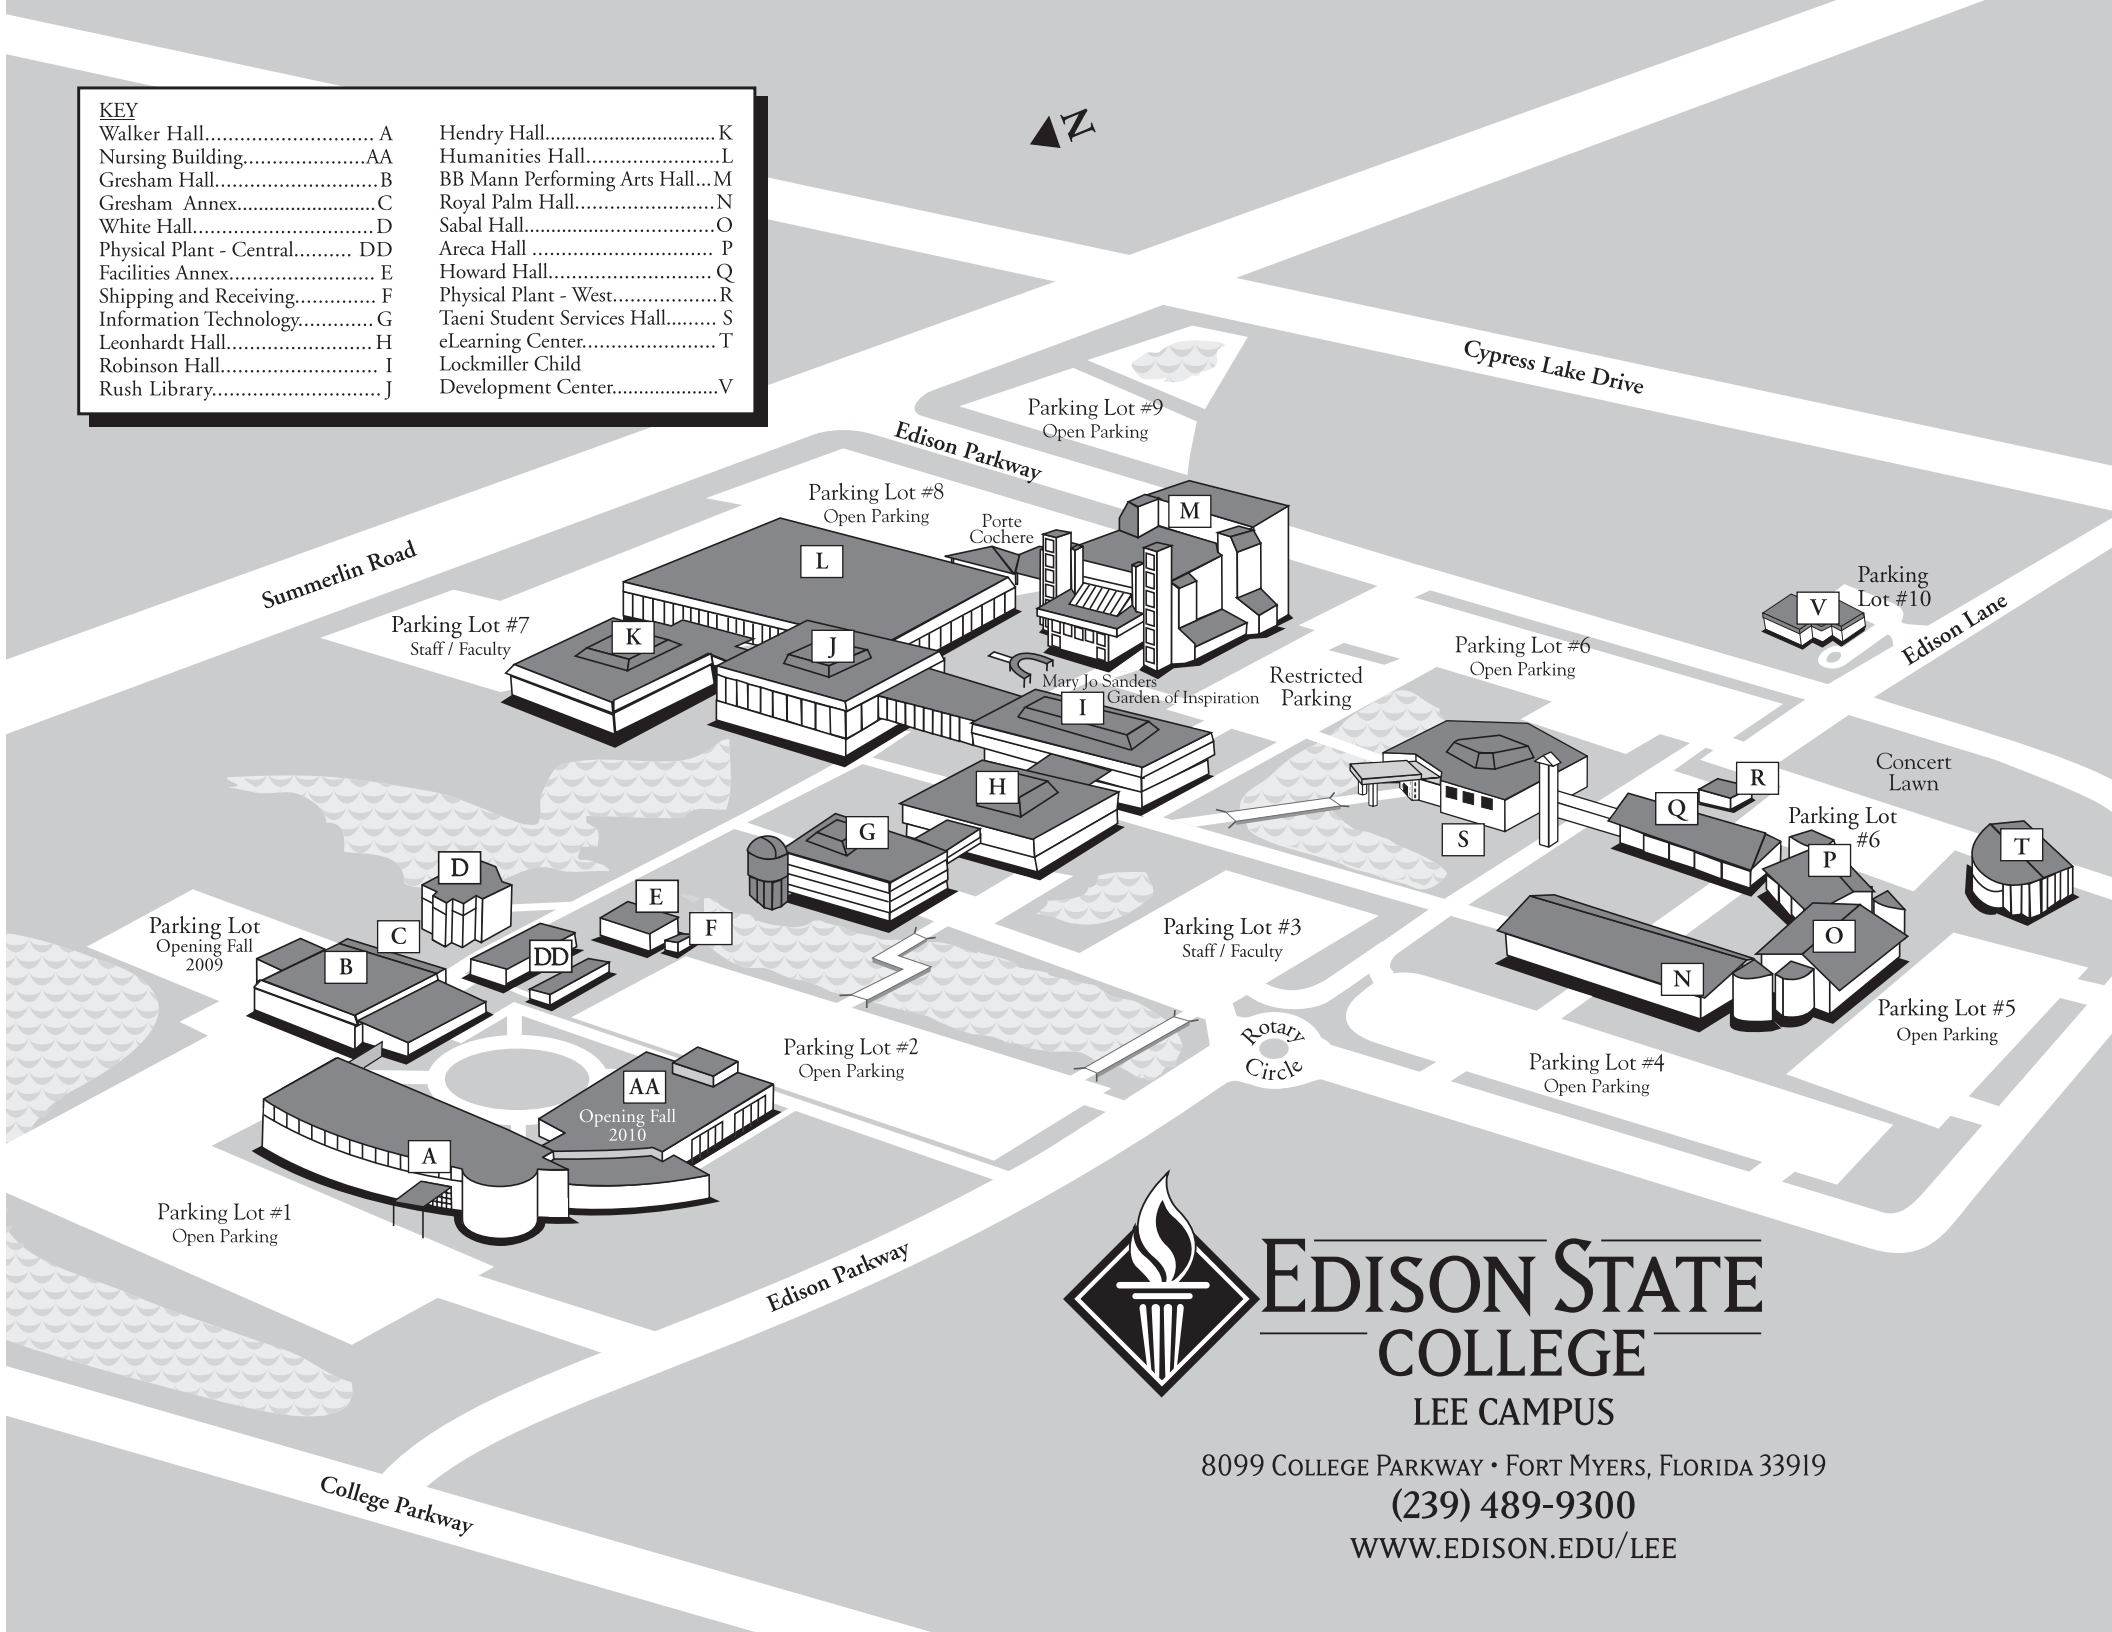 KEY
Walker Hall............................. A
Nursing Building.....................AA
Gresham Hall............................B
Gresham Annex..........................C
White Hall...............................D
Physical Plant - Central.......... DD
Facilities Annex......................... E
Shipping and Receiving.............. F
Information Technology.............G
Leonhardt Hall.........................H
Robinson Hall........................... I
Rush Library.............................J
Hendry Hall................................K
Humanities Hall.......................L
BB Mann Performing Arts Hall...M
Royal Palm Hall........................N
Sabal Hall....................................O
Areca Hall ............................... P
Howard Hall............................ Q
Physical Plant - West..................R
Taeni Student Services Hall......... S
eLearning Center.......................T
Lockmiller Child
Development Center....................V
N
Cypress Lake Drive
Parking Lot #9
Open Parking
Edison Parkway
Parking Lot #8
Open Parking
Porte
Cochere
M
L
Summerlin Road
Parking
Lot #10
V
Edison Lane
Parking Lot #7
Staff / Faculty
K
J
Parking Lot #6
Open Parking
Mary Jo Sanders
Garden of Inspiration
Restricted
Parking
I
Concert
Lawn
H
R
Q
Parking Lot
#6
G
S
P
T
D
E
F
C
Parking Lot
Opening Fall
2009
B
DD
Parking Lot #3
Staff / Faculty
O
N
Parking Lot #5
Open Parking
Rotary
Circle
Parking Lot #2
Open Parking
Parking Lot #4
Open Parking
AA
Opening Fall
2010
A
Parking Lot #1
Open Parking
Edison Parkway
College Parkway
EDISON STATE
COLLEGE
LEE CAMPUS
8099 COLLEGE PARKWAY • FORT MYERS, FLORIDA 33919
(239) 489-9300
WWW.EDISON.EDU/LEE